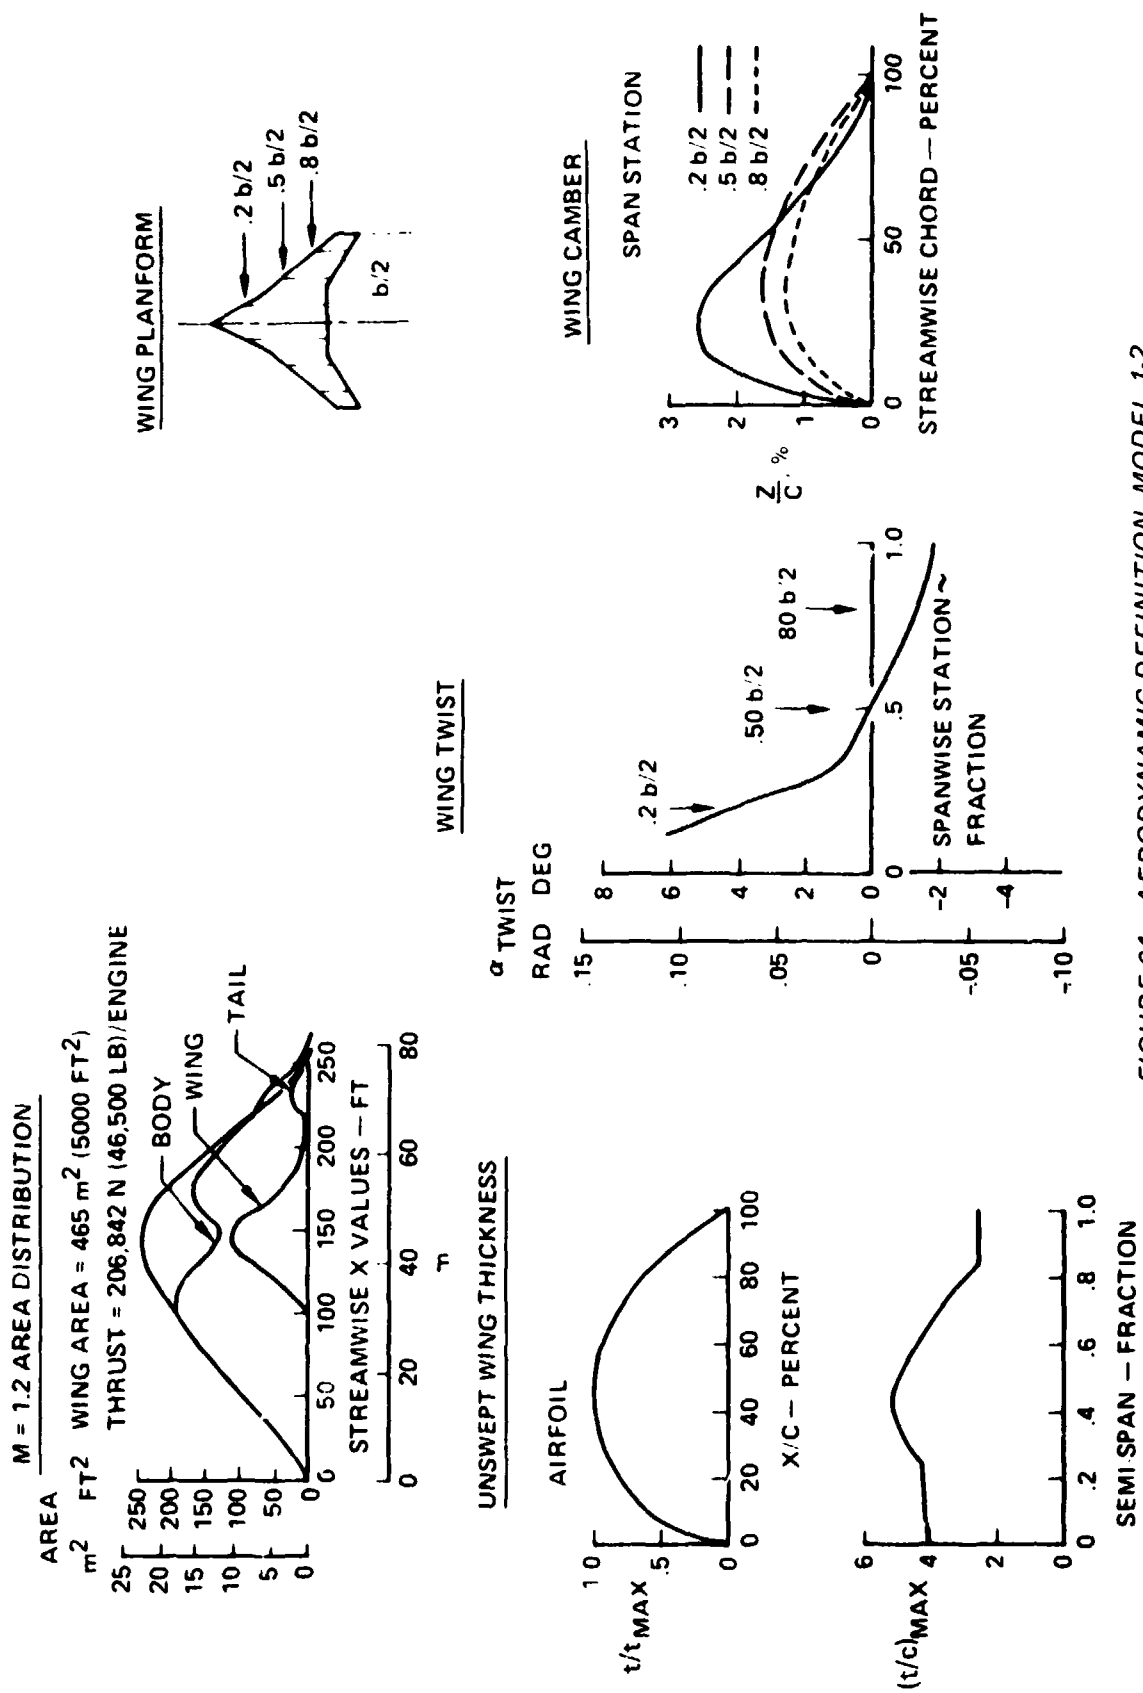 M = 1.2 AREA DISTRIBUTION
AREA
m² FT² WING AREA = 465 m² (5000 FT²)
THRUST = 206,842 N (46,500 LB)/ENGINE
25
20
15
10
5
0
250
200
150
100
50
0
BODY
WING
TAIL
0 50 100 150 200 250
STREAMWISE X VALUES — FT
0 20 40 60 80
WING PLANFORM
.2 b/2
.5 b/2
.8 b/2
b/2
UNSWEPT WING THICKNESS
AIRFOIL
t/tMAX
1 0
.5
0
0 20 40 60 80 100
X/C — PERCENT
(t/c)MAX
6
4
2
0
0 .2 .4 .6 .8 1.0
SEMI-SPAN — FRACTION
WING TWIST
α TWIST
RAD DEG
.15
.10
.05
0
-.05
-.10
8
6
4
2
0
-2
-4
.2 b/2
.50 b/2
80 b/2
0 .5 1.0
SPANWISE STATION ~
FRACTION
WING CAMBER
SPAN STATION
.2 b/2
.5 b/2
.8 b/2
Z/C, %
3
2
1
0
0 50 100
STREAMWISE CHORD — PERCENT